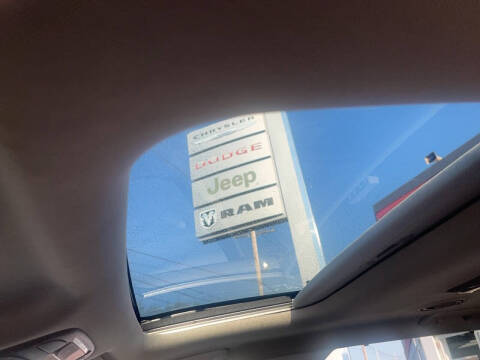 CHRYSLER
DODGE
Jeep
RAM